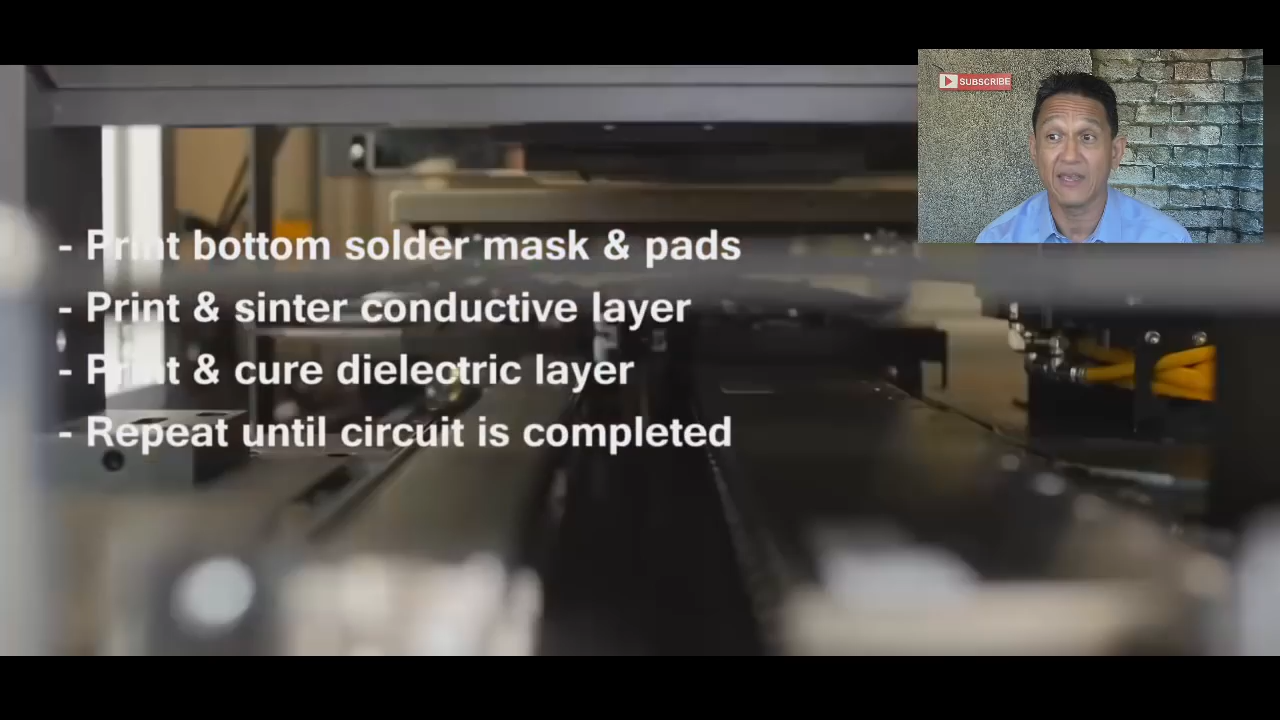 SUBSCRIBE
- Print bottom solder mask & pads
- Print & sinter conductive layer
- Print & cure dielectric layer
- Repeat until circuit is completed